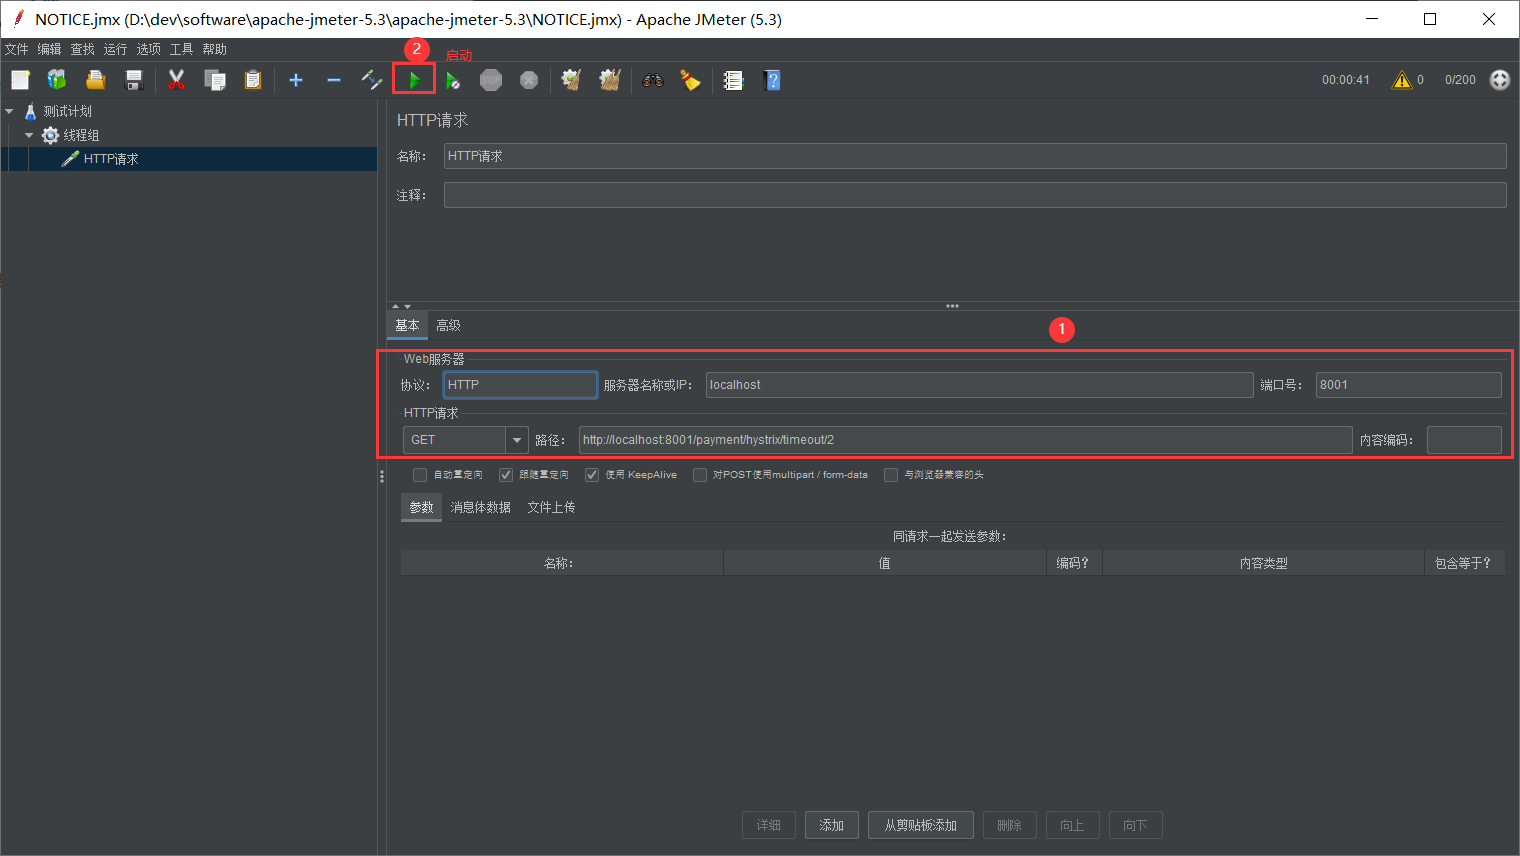 NOTICE.jmx (D:\dev\software\apache-jmeter-5.3\apache-jmeter-5.3\NOTICE.jmx) - Apache JMeter (5.3)
文件 编辑 查找 运行 选项 工具 帮助
2 启动
STOP
00:00:41 0 0/200
测试计划
线程组
HTTP请求
HTTP请求
名称： HTTP请求
注释：
基本 高级
1
Web服务器
协议： HTTP 服务器名称或IP： localhost 端口号： 8001
HTTP请求
GET 路径： http://localhost:8001/payment/hystrix/timeout/2 内容编码：
自动重定向 跟随重定向 使用 KeepAlive 对POST使用multipart / form-data 与浏览器兼容的头
参数 消息体数据 文件上传
同请求一起发送参数：
名称： 值 编码？ 内容类型 包含等于？
详细 添加 从剪贴板添加 删除 向上 向下